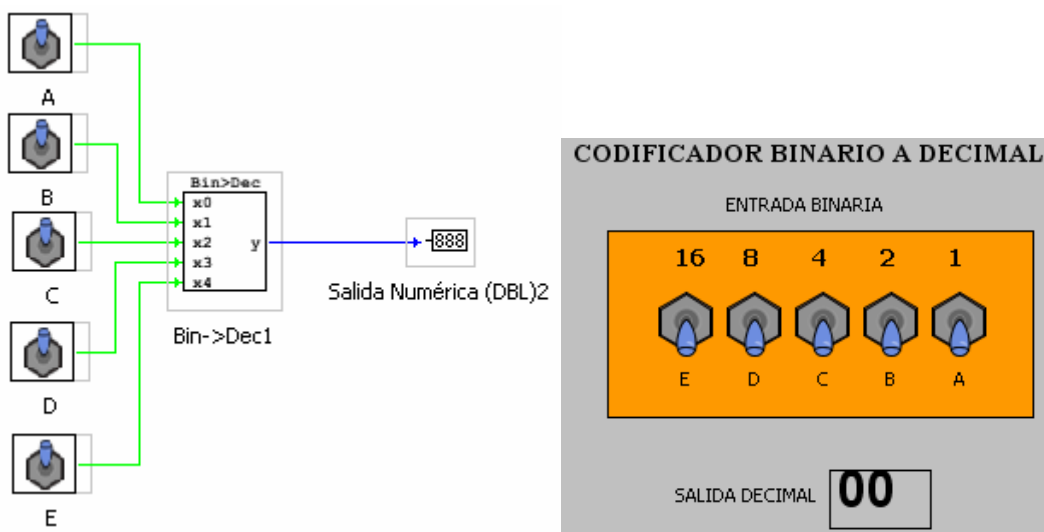 A
B
C
D
E
Bin>Dec
x0
x1
x2
x3
x4
y
Bin->Dec1
-888
Salida Numérica (DBL)2
CODIFICADOR BINARIO A DECIMAL
ENTRADA BINARIA
16 8 4 2 1
E D C B A
SALIDA DECIMAL 00